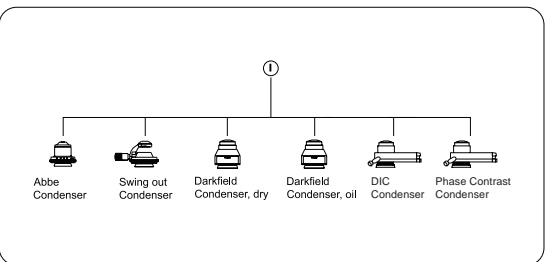 I
Abbe
Condenser
Swing out
Condenser
Darkfield
Condenser, dry
Darkfield
Condenser, oil
DIC
Condenser
Phase Contrast
Condenser